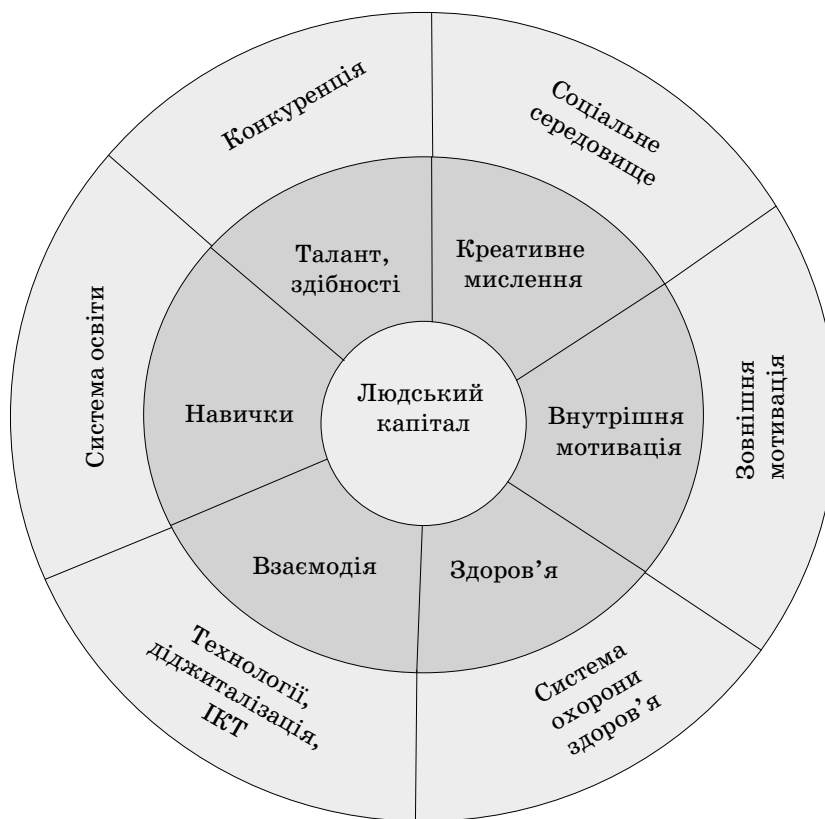 Конкуренція
Соціальне
середовище
Талант,
здібності
Креативне
мислення
Система освіти
Навички
Людський
капітал
Внутрішня
мотивація
Зовнішня
мотивація
Взаємодія
Здоров’я
Технології,
діджиталізація,
ІКТ
Система
охорони
здоров’я